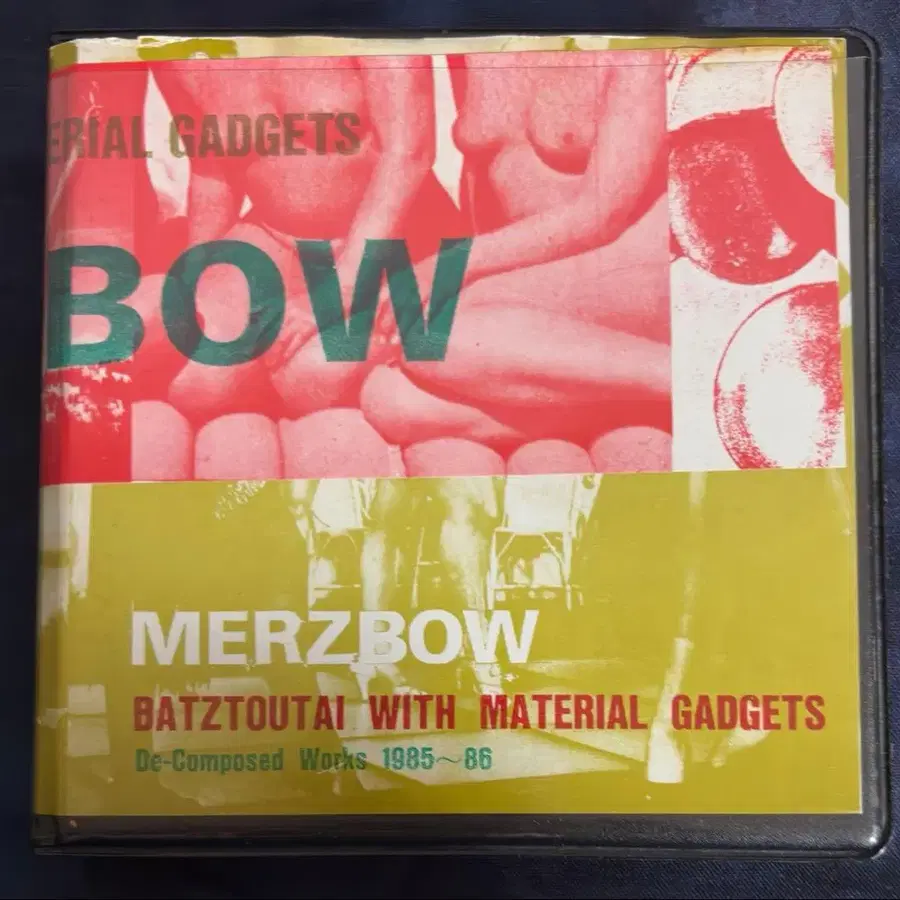 ERIAL GADGETS
BOW
MERZBOW
BATZTOUTAI WITH MATERIAL GADGETS
De-Composed Works 1985~86